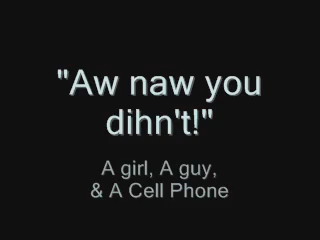 "Aw naw you
dihn't!"
A girl, A guy,
& A Cell Phone